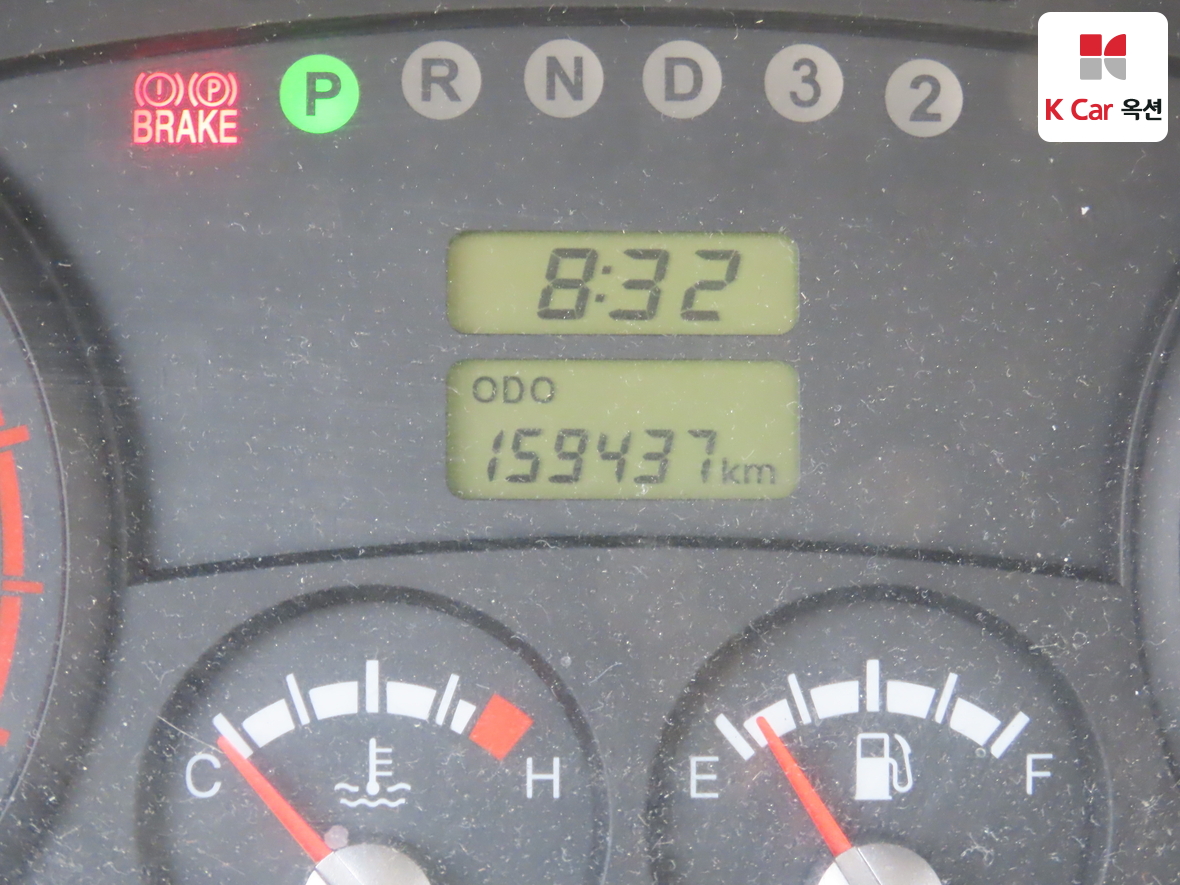 K Car 옥션
BRAKE
P R N D 3 2
8:32
ODO
159437km
C H
E F